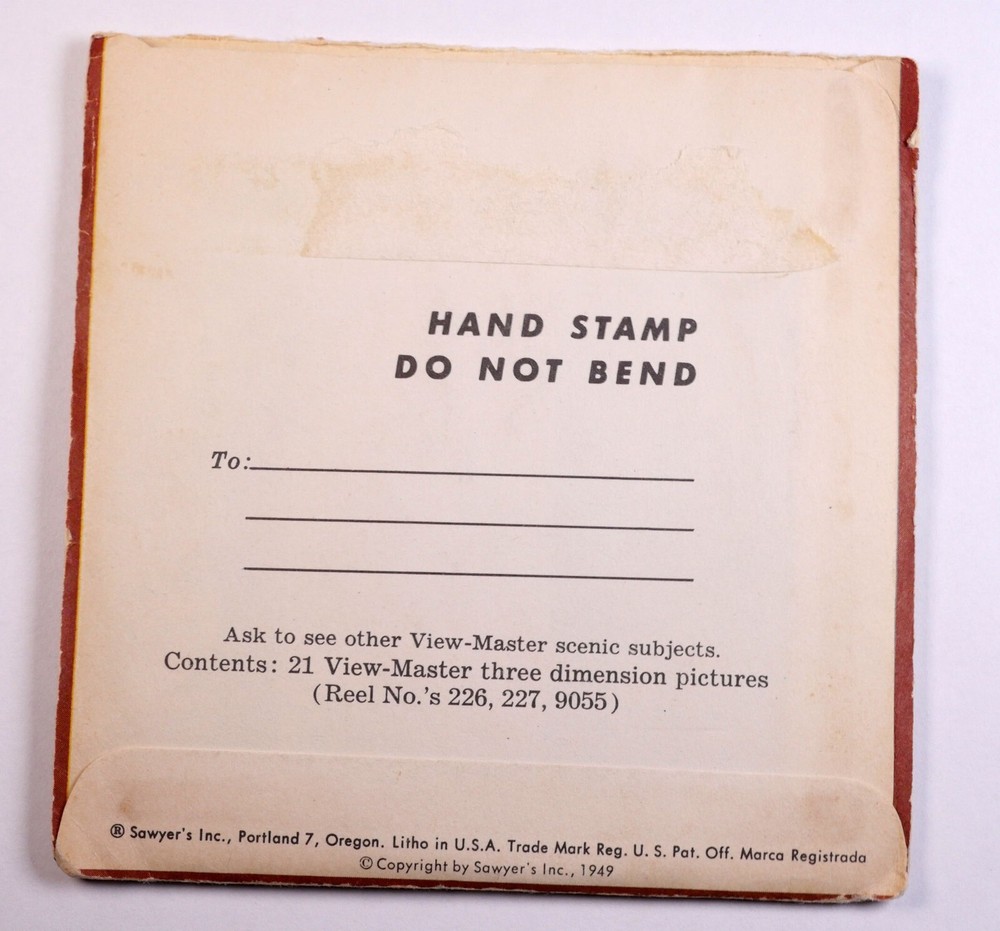 HAND STAMP
DO NOT BEND
To:
Ask to see other View-Master scenic subjects.
Contents: 21 View-Master three dimension pictures
(Reel No.'s 226, 227, 9055)
® Sawyer's Inc., Portland 7, Oregon. Litho in U.S.A. Trade Mark Reg. U. S. Pat. Off. Marca Registrada
© Copyright by Sawyer's Inc., 1949